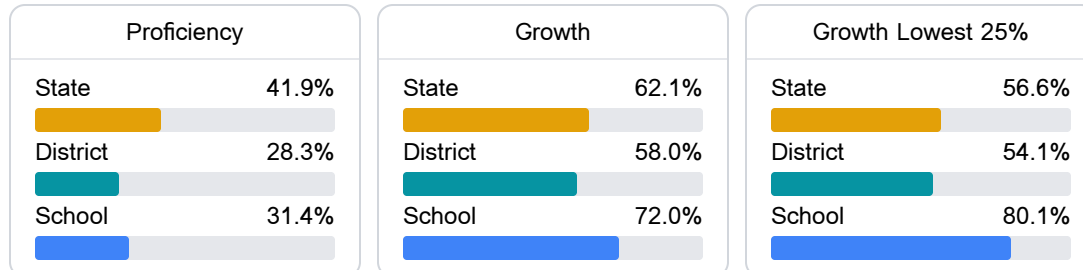 Proficiency
State 41.9%
District 28.3%
School 31.4%
Growth
State 62.1%
District 58.0%
School 72.0%
Growth Lowest 25%
State 56.6%
District 54.1%
School 80.1%